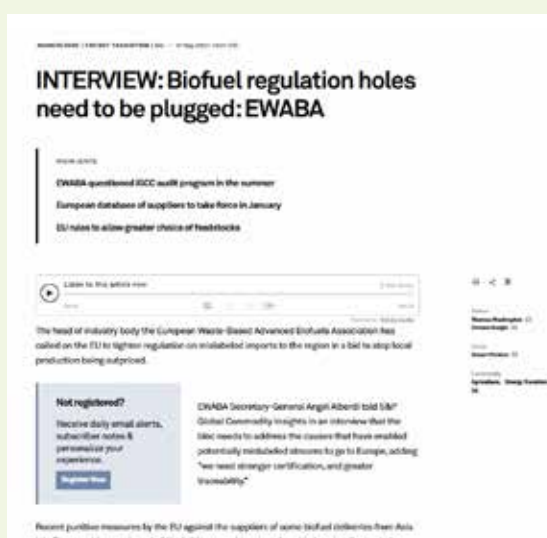 INTERVIEW: Biofuel regulation holes
need to be plugged: EWABA
HIGHLIGHTS
EWABA questioned ISCC audit program in the summer
European database of suppliers to take force in January
EU rules to allow greater choice of feedstocks
Listen to this article now
The head of industry body the European Waste-Based Advanced Biofuels Association has
called on the EU to tighten regulation on mislabeled imports to the region in a bid to stop local
production being outpriced.
Not registered?
Receive daily email alerts,
subscriber notes &
personalize your
experience.
Register Now
EWABA Secretary-General Angel Alberdi told S&P
Global Commodity Insights in an interview that the
bloc needs to address the causes that have enabled
potentially mislabeled streams to go to Europe, adding
"we need stronger certification, and greater
traceability."
Recent punitive measures by the EU against the suppliers of some biofuel deliveries from Asia